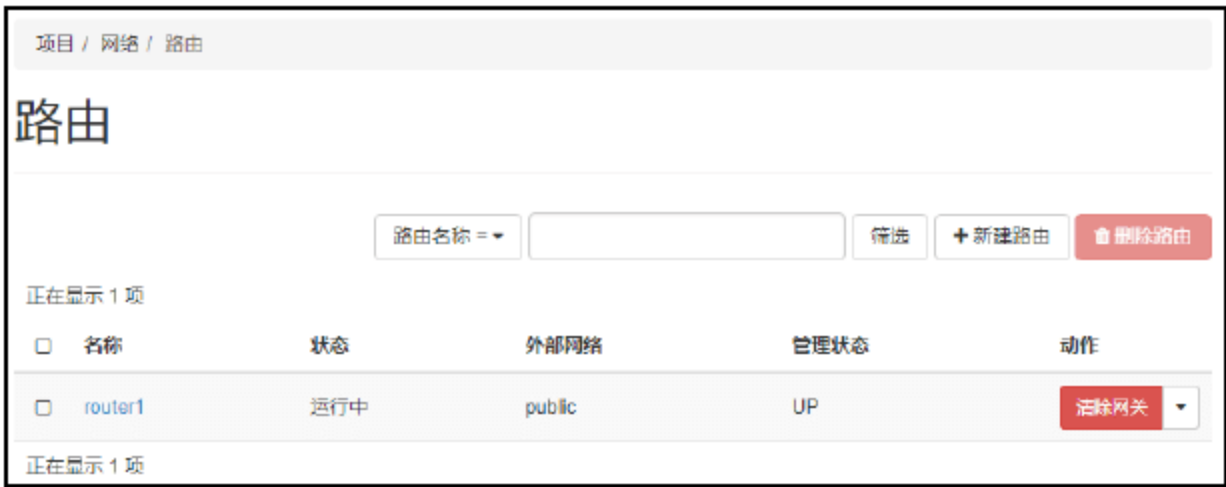 项目 / 网络 / 路由
路由
路由名称 = 筛选 +新建路由 删除路由
正在显示 1 项
名称 状态 外部网络 管理状态 动作
router1 运行中 public UP 清除网关
正在显示 1 项